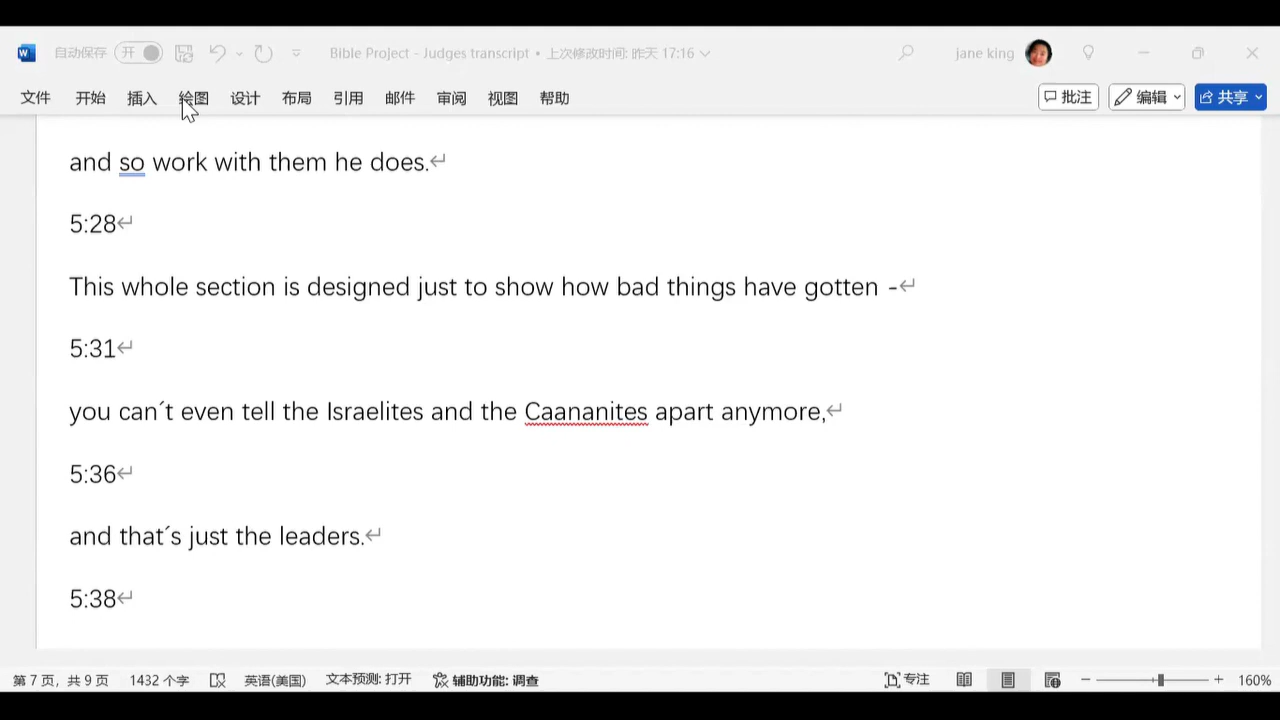 自动保存 开 Bible Project - Judges transcript • 上次修改时间: 昨天 17:16 jane king
文件 开始 插入 绘图 设计 布局 引用 邮件 审阅 视图 帮助 批注 编辑 共享
and so work with them he does.
5:28
This whole section is designed just to show how bad things have gotten -
5:31
you can´t even tell the Israelites and the Caananites apart anymore,
5:36
and that´s just the leaders.
5:38
第 7 页，共 9 页 1432 个字 英语(美国) 文本预测: 打开 辅助功能: 调查 专注 160%